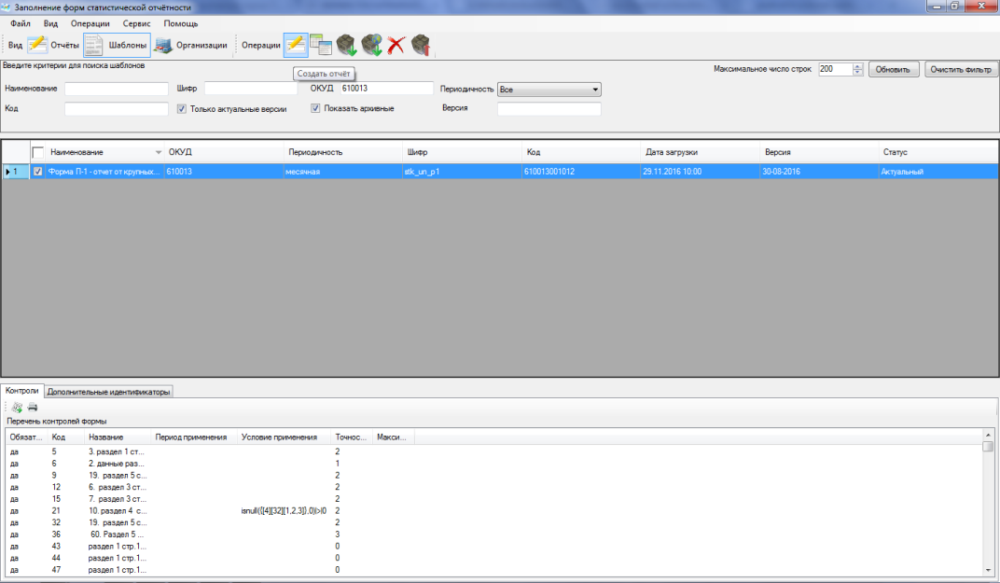 Заполнение форм статистической отчётности
Файл Вид Операции Сервис Помощь
Вид Отчёты Шаблоны Организации Операции
Создать отчёт
Введите критерии для поиска шаблонов
Максимальное число строк 200 Обновить Очистить фильтр
Наименование Шифр ОКУД 610013 Периодичность Все
Код Только актуальные версии Показать архивные Версия
Наименование ОКУД Периодичность Шифр Код Дата загрузки Версия Статус
1 Форма П-1 - отчет от крупных... 610013 месячная stk_un_p1 610013001012 29.11.2016 10:00 30-08-2016 Актуальный
Контроли Дополнительные идентификаторы
Перечень контролей формы
Обязат... Код Название Период применения Условие применения Точнос... Макси...
да 5 3. раздел 1 ст... 2
да 6 2. данные раз... 1
да 9 19. раздел 5 с... 2
да 12 6. раздел 3 ст... 2
да 15 7. раздел 3 ст... 2
да 21 10. раздел 4 с... isnull({[4][32][1,2,3]},0)|>|0 2
да 32 19. раздел 5 с... 2
да 36 60. Раздел 5 ... 3
да 43 раздел 1 стр.1... 0
да 44 раздел 1 стр.1... 0
да 47 раздел 1 стр.1... 0